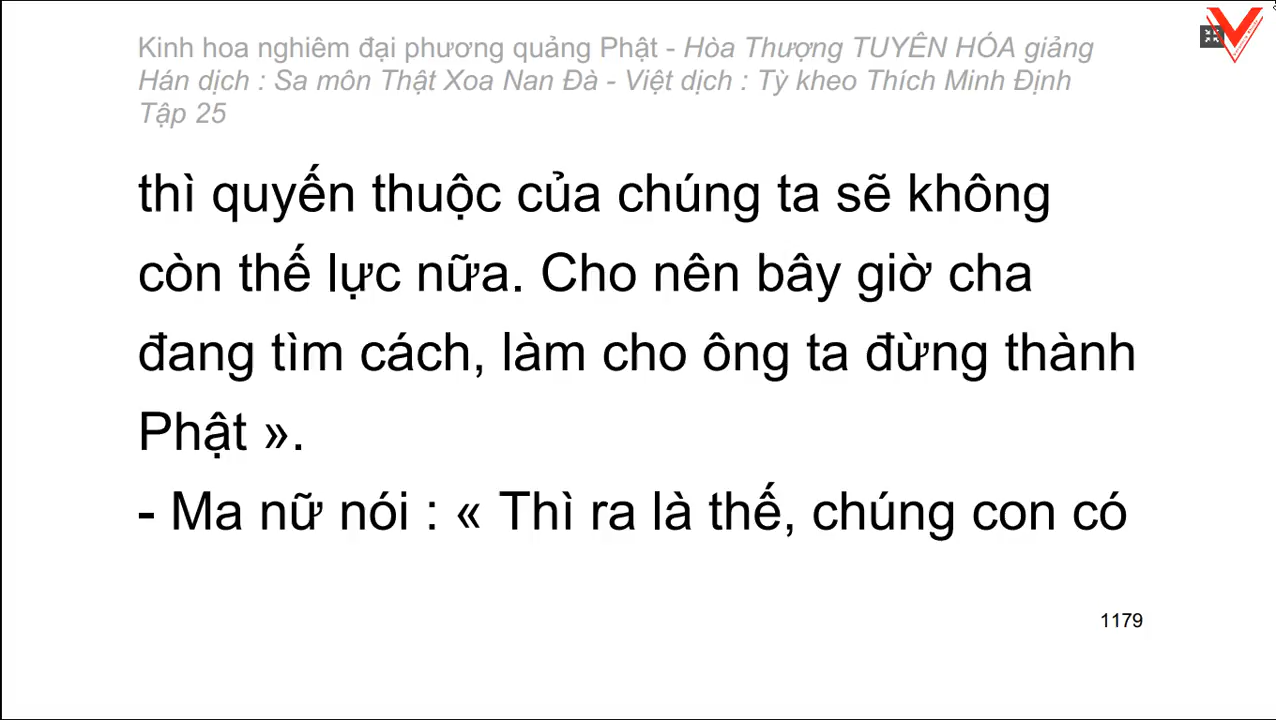 Kinh hoa nghiêm đại phương quảng Phật - Hòa Thượng TUYÊN HÓA giảng
Hán dịch : Sa môn Thật Xoa Nan Đà - Việt dịch : Tỳ kheo Thích Minh Định
Tập 25
thì quyến thuộc của chúng ta sẽ không
còn thế lực nữa. Cho nên bây giờ cha
đang tìm cách, làm cho ông ta đừng thành
Phật ».
- Ma nữ nói : « Thì ra là thế, chúng con có
1179